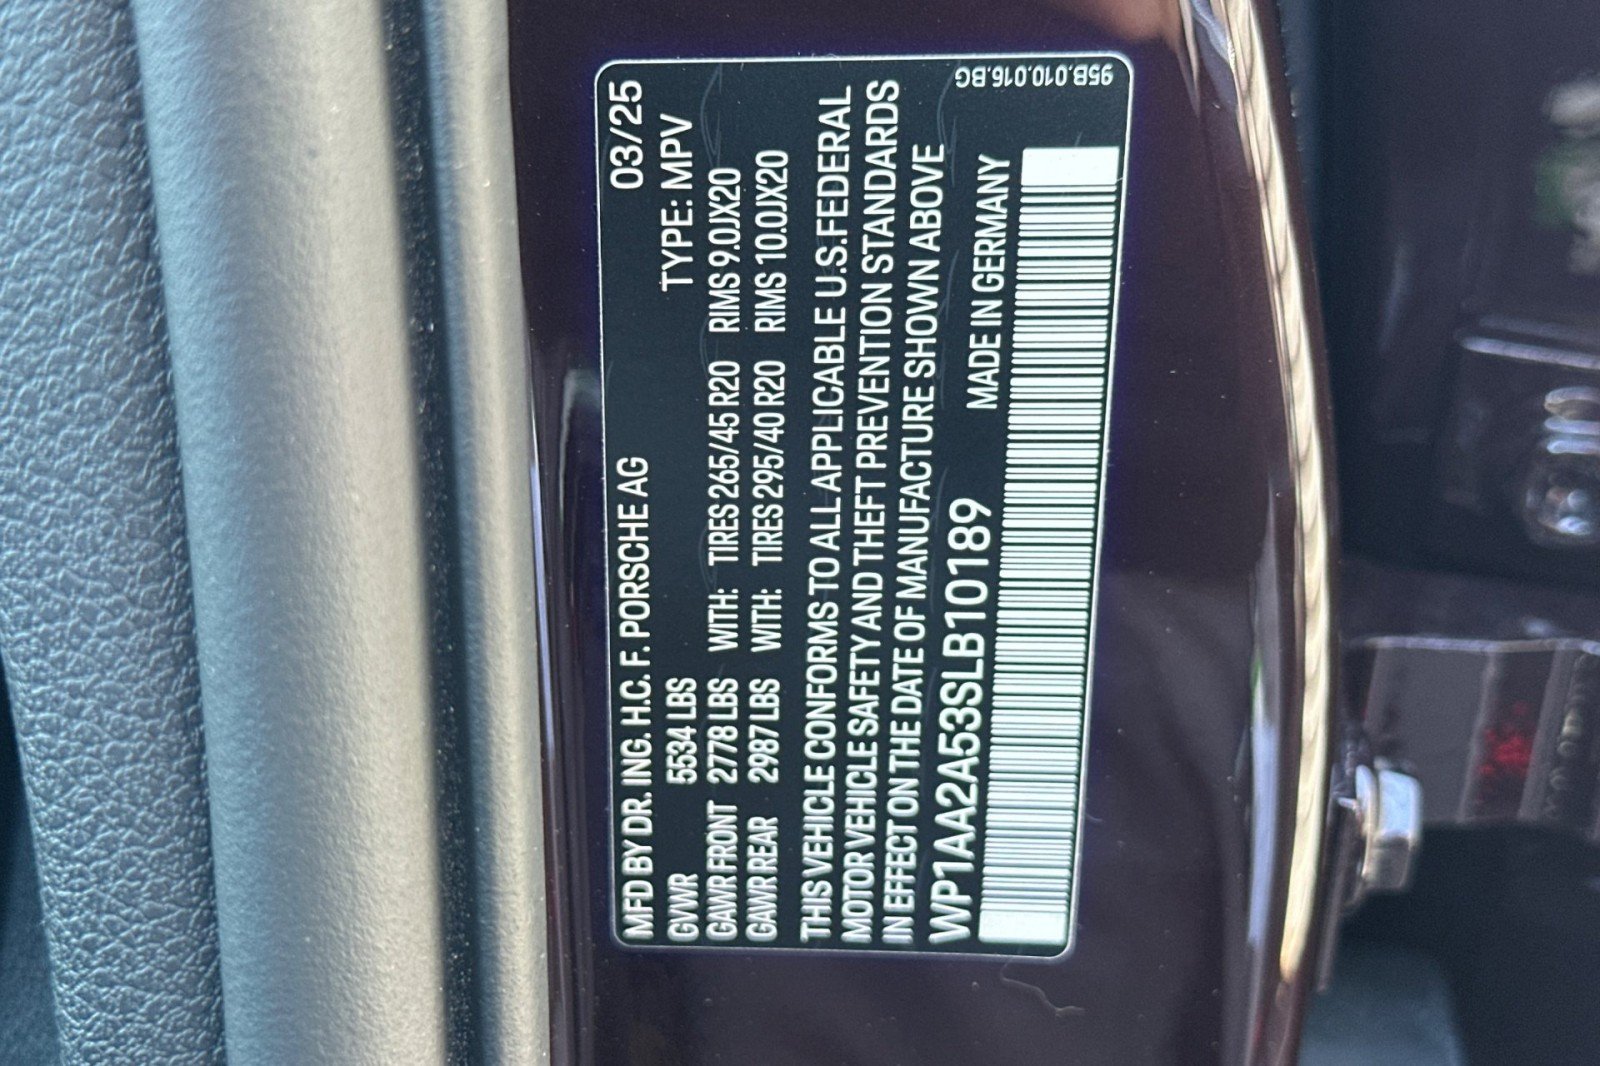 MFD BY DR. ING. H.C. F. PORSCHE AG 03/25
GVWR 5534 LBS TYPE: MPV
GAWR FRONT 2778 LBS WITH: TIRES 265/45 R20 RIMS 9.0JX20
GAWR REAR 2987 LBS WITH: TIRES 295/40 R20 RIMS 10.0JX20
THIS VEHICLE CONFORMS TO ALL APPLICABLE U.S. FEDERAL
MOTOR VEHICLE SAFETY AND THEFT PREVENTION STANDARDS
IN EFFECT ON THE DATE OF MANUFACTURE SHOWN ABOVE
WP1AA2A53SLB10189 MADE IN GERMANY
95B.010.016.BG